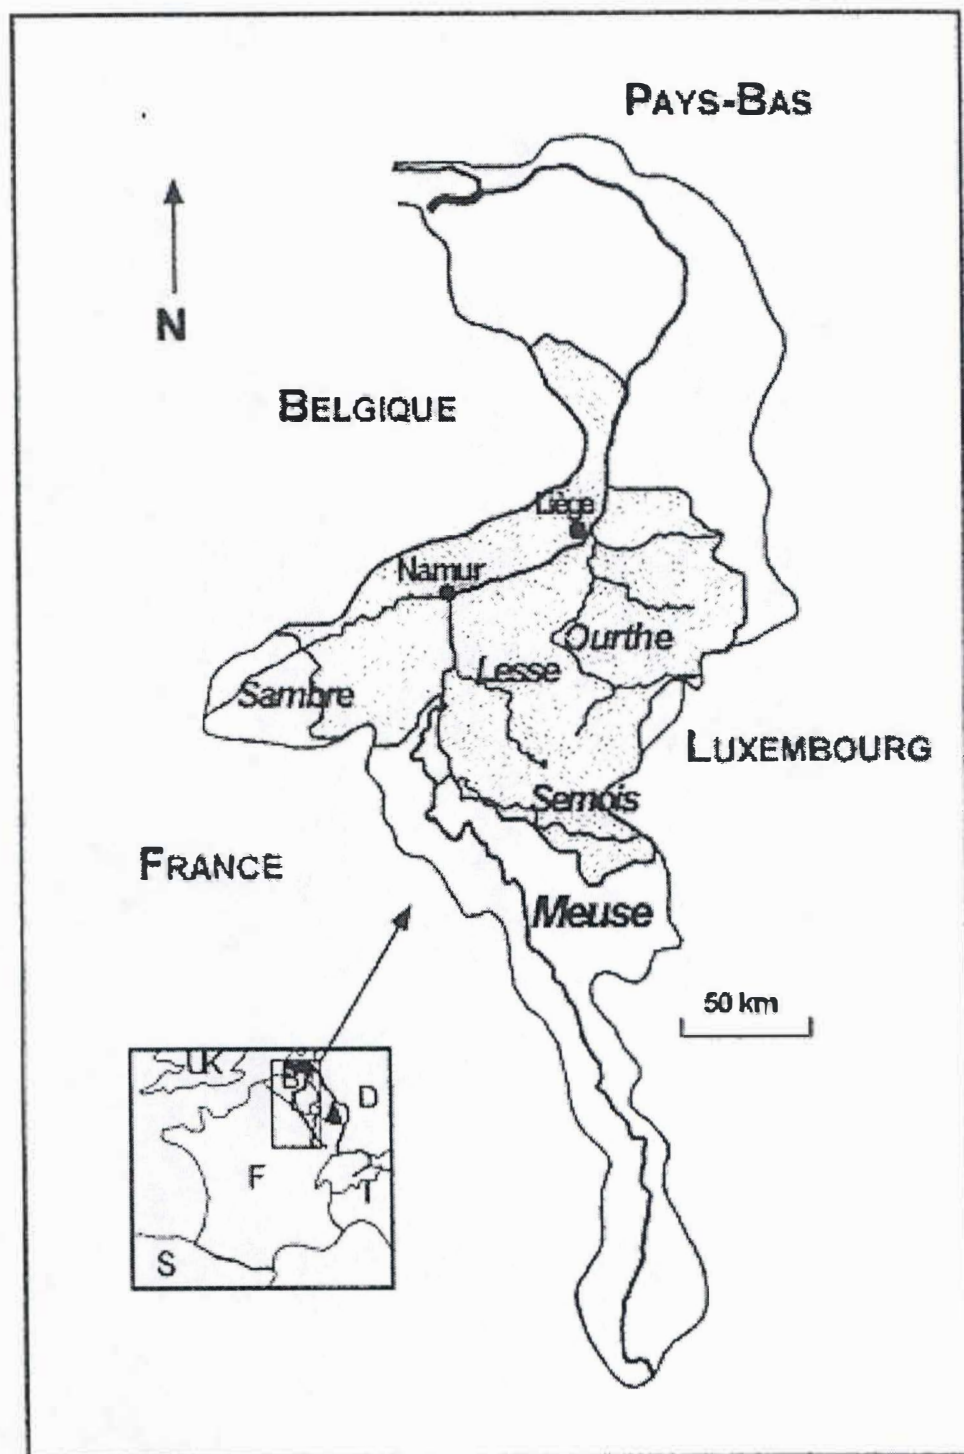 PAYS-BAS
N
BELGIQUE
Liège
Namur
Ourthe
Lesse
Sambre
LUXEMBOURG
Semois
FRANCE
Meuse
50 km
UK
B
D
F
S